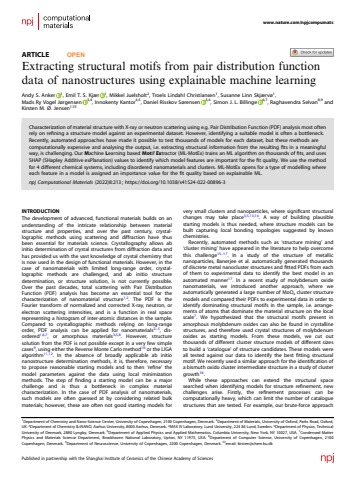 npj | computational
materials
www.nature.com/npjcompumats
Check for updates
ARTICLE OPEN
Extracting structural motifs from pair distribution function
data of nanostructures using explainable machine learning
Andy S. Anker, Emil T. S. Kjær, Mikkel Juelsholt, Troels Lindahl Christiansen, Susanne Linn Skjærvø,
Mads Ry Vogel Jørgensen, Innokenty Kantor, Daniel Risskov Sørensen, Simon J. L. Billinge, Raghavendra Selvan and
Kirsten M. Ø. Jensen
Characterization of material structure with X-ray or neutron scattering using e.g. Pair Distribution Function (PDF) analysis most often
rely on refining a structure model against an experimental dataset. However, identifying a suitable model is often a bottleneck.
Recently, automated approaches have made it possible to test thousands of models for each dataset, but these methods are
computationally expensive and analysing the output, i.e. extracting structural information from the resulting fits in a meaningful
way, is challenging. Our Machine Learning based Motif Extractor (ML-MotEx) trains an ML algorithm on thousands of fits, and uses
SHAP (SHapley Additive exPlanation) values to identify which model features are important for the fit quality. We use the method
for 4 different chemical systems, including disordered nanomaterials and clusters. ML-MotEx opens for a type of modelling where
each feature in a model is assigned an importance value for the fit quality based on explainable ML.
npj Computational Materials (2022)8:213 ; https://doi.org/10.1038/s41524-022-00896-3
INTRODUCTION
The development of advanced, functional materials builds on an
understanding of the intricate relationship between material
structure and properties, and over the past century, crystal-
lographic methods using scattering and diffraction have thus
been essential for materials science. Crystallography allows ab
initio determination of crystal structures from diffraction data and
has provided us with the vast knowledge of crystal chemistry that
is now used in the design of functional materials. However, in the
case of nanomaterials with limited long-range order, crystal-
lographic methods are challenged, and ab initio structure
determination, or structure solution, is not currently possible.
Over the past decades, total scattering with Pair Distribution
Function (PDF) analysis has become an essential tool for the
characterization of nanomaterial structure. The PDF is the
Fourier transform of normalized and corrected X-ray, neutron, or
electron scattering intensities, and is a function in real space
representing a histogram of inter-atomic distances in the sample.
Compared to crystallographic methods relying on long-range
order, PDF analysis can be applied for nanomaterials, dis-
ordered, or amorphous materials. However, structure
solution from the PDF is not possible except in a very few simple
cases, using either the Reverse Monte Carlo method or the LIGA
algorithm. In the absence of broadly applicable ab initio
nanostructure determination methods, it is, therefore, necessary
to propose reasonable starting models and to then 'refine' the
model parameters against the data using local minimization
methods. The step of finding a starting model can be a major
challenge and is thus a bottleneck in complex material
characterization. In the case of PDF analysis of nanomaterials,
such models are often guessed at by considering related bulk
materials; however, these are often not good starting models for
very small clusters and nanoparticles, where significant structural
changes may take place. A way of building plausible
starting models is thus needed, where structure models can be
built capturing local bonding topologies suggested by known
chemistries.
Recently, automated methods such as 'structure mining' and
'cluster mining' have appeared in the literature to help overcome
this challenge. In a study of the structure of metallic
nanoparticles, Banerjee et al. automatically generated thousands
of discrete metal nanocluster structures and fitted PDFs from each
of them to experimental data to identify the best model in an
automated manner. In a recent study of molybdenum oxide
nanomaterials, we introduced another approach, where we
automatically generated a large number of MoOₓ cluster structure
models and compared their PDFs to experimental data in order to
identify dominating structural motifs in the sample, i.e. arrange-
ments of atoms that dominate the material structure on the local
scale. We hypothesized that the structural motifs present in
amorphous molybdenum oxides can also be found in crystalline
structures, and therefore used crystal structures of molybdenum
oxides as starting models. From these models, we cut out
thousands of different cluster structure models of different sizes
to build a 'catalogue' of structure candidates. These models were
all tested against our data to identify the best fitting structural
motif. We recently used a similar approach for the identification of
a bismuth oxido cluster intermediate structure in a study of cluster
growth.
While these approaches can extend the structural space
searched when identifying models for structure refinement, new
challenges arise. Firstly, the refinement processes can be
computationally heavy, which can limit the number of catalogue
structures that are tested. For example, our brute-force approach
Published in partnership with the Shanghai Institute of Ceramics of the Chinese Academy of Sciences
npj